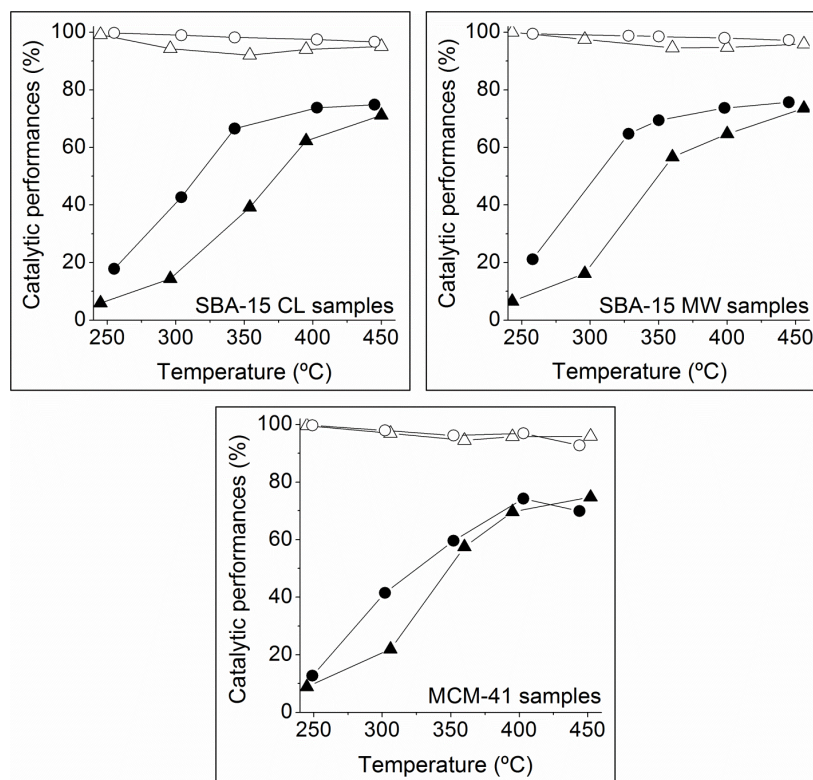 Catalytic performances (%)
100
80
60
40
20
0
250 300 350 400 450
SBA-15 CL samples
Temperature (ºC)
Catalytic performances (%)
100
80
60
40
20
0
250 300 350 400 450
SBA-15 MW samples
Temperature (ºC)
Catalytic performances (%)
100
80
60
40
20
0
250 300 350 400 450
MCM-41 samples
Temperature (ºC)